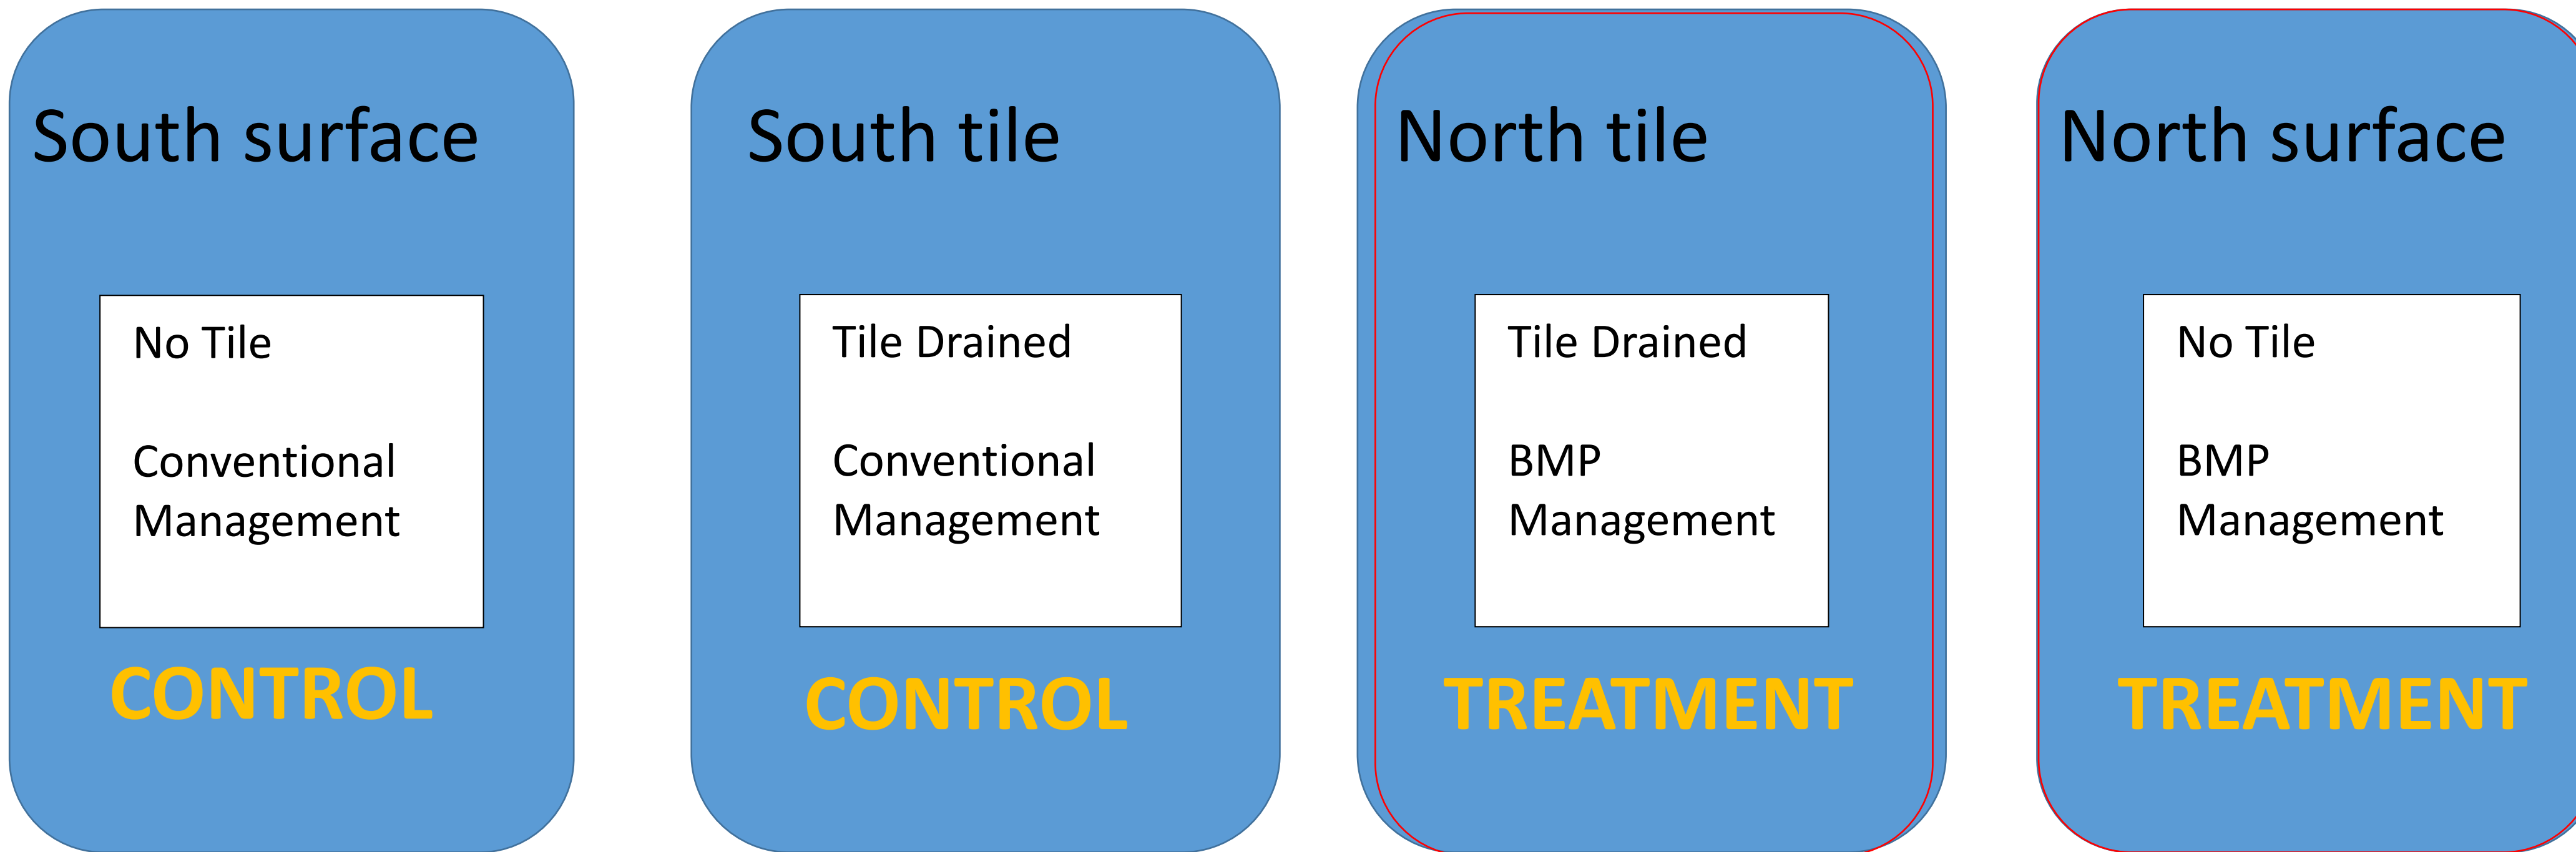 South surface
No Tile
Conventional
Management
CONTROL
South tile
Tile Drained
Conventional
Management
CONTROL
North tile
Tile Drained
BMP
Management
TREATMENT
North surface
No Tile
BMP
Management
TREATMENT